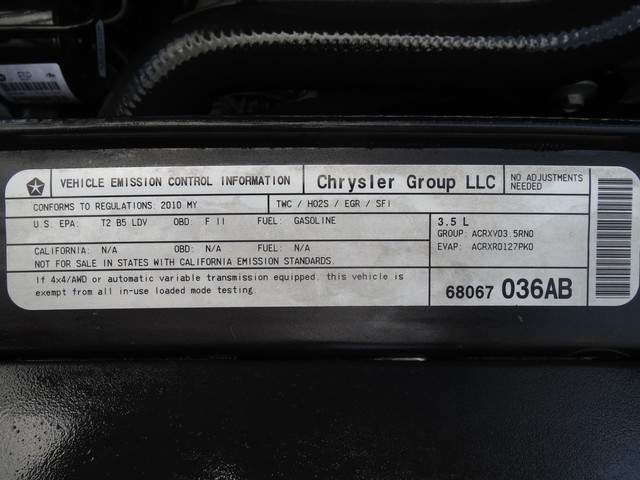 VEHICLE EMISSION CONTROL INFORMATION Chrysler Group LLC NO ADJUSTMENTS NEEDED
CONFORMS TO REGULATIONS: 2010 MY TWC / HO2S / EGR / SFI
U.S. EPA: T2 B5 LDV OBD: F II FUEL: GASOLINE 3.5 L
GROUP: ACRXV03.5RN0
CALIFORNIA: N/A OBD: N/A FUEL: N/A EVAP: ACRXR0127PK0
NOT FOR SALE IN STATES WITH CALIFORNIA EMISSION STANDARDS.
If 4x4/AWD or automatic variable transmission equipped. this vehicle is
exempt from all in-use loaded mode testing.
68067 036AB